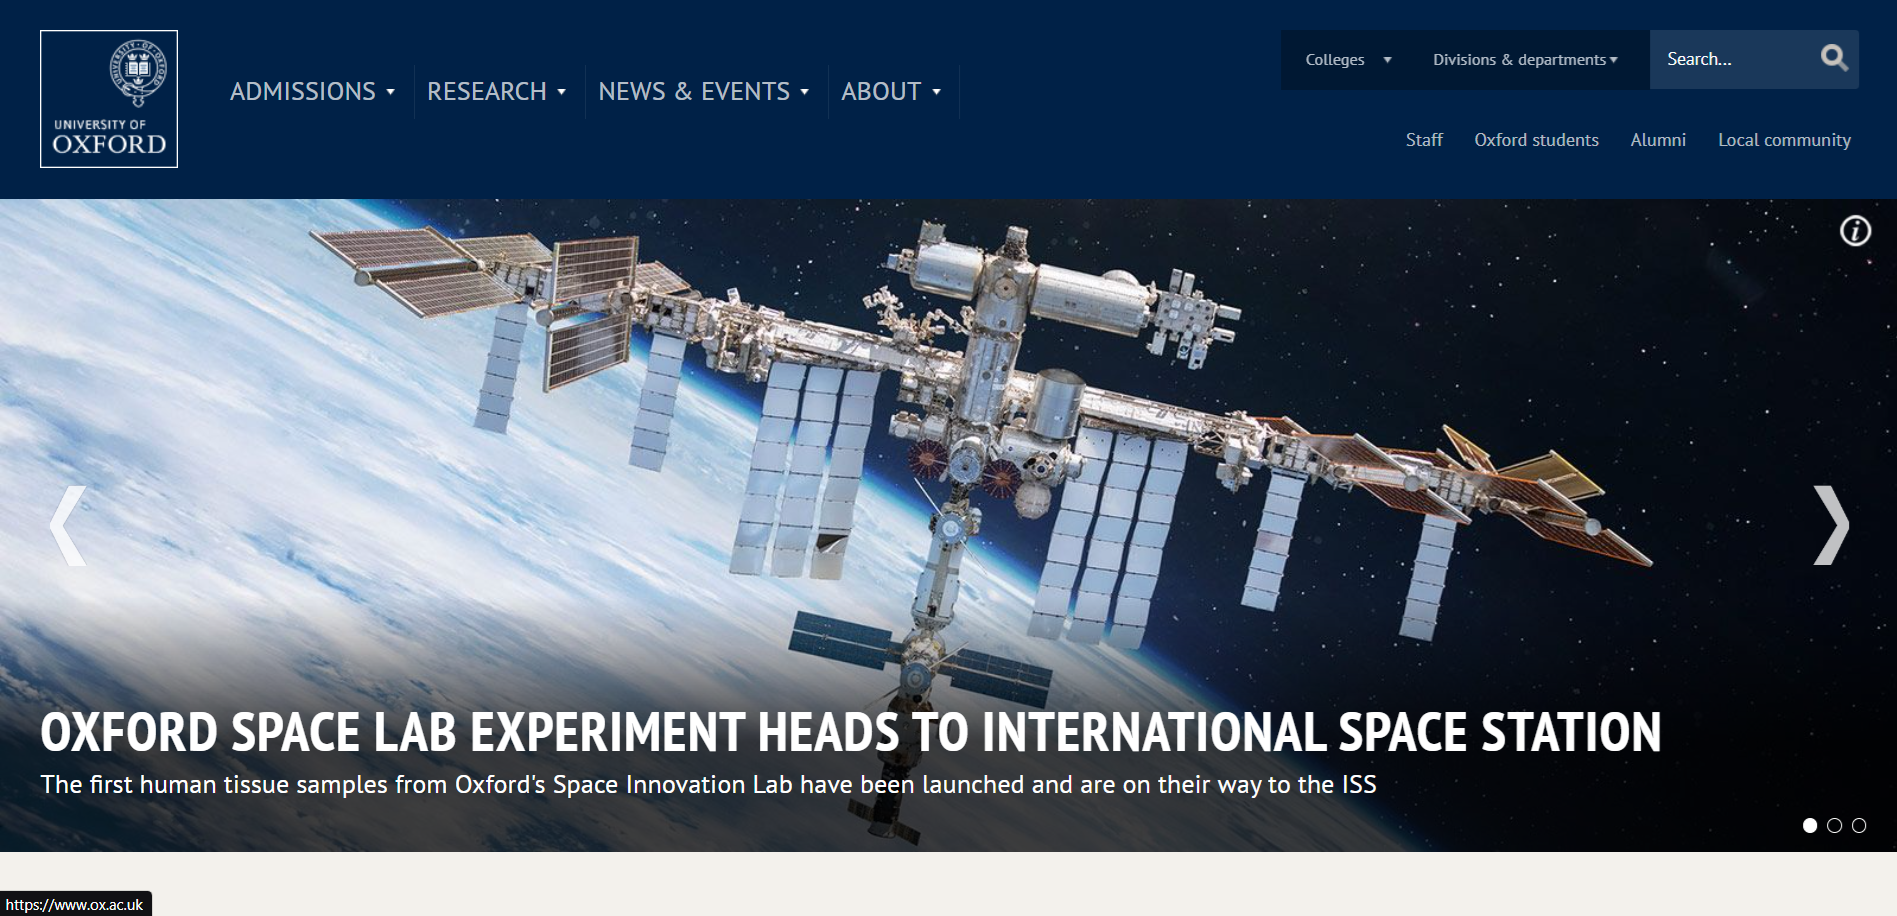 UNIVERSITY OF
OXFORD
ADMISSIONS
RESEARCH
NEWS & EVENTS
ABOUT
Colleges
Divisions & departments
Search...
Staff
Oxford students
Alumni
Local community
OXFORD SPACE LAB EXPERIMENT HEADS TO INTERNATIONAL SPACE STATION
The first human tissue samples from Oxford's Space Innovation Lab have been launched and are on their way to the ISS
https://www.ox.ac.uk